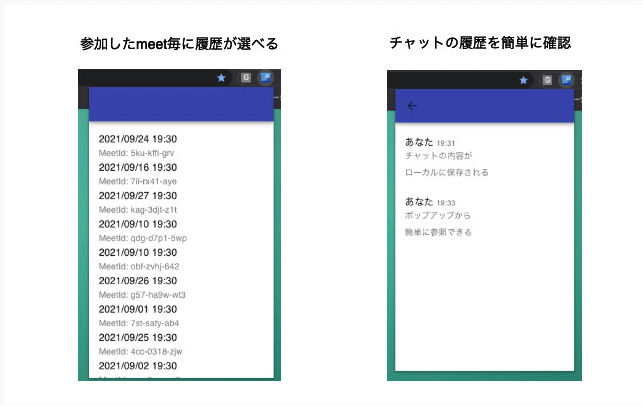 参加したmeet毎に履歴が選べる
チャットの履歴を簡単に確認
G
2021/09/24 19:30
MeetId: 5ku-kffi-grv
2021/09/16 19:30
MeetId: 7ii-rx41-aye
2021/09/27 19:30
MeetId: kag-3djt-z1t
2021/09/10 19:30
MeetId: qdg-d7p1-5wp
2021/09/10 19:30
MeetId: obf-zvhj-642
2021/09/26 19:30
MeetId: g57-ha9w-wt3
2021/09/01 19:30
MeetId: 7st-saty-ab4
2021/09/25 19:30
MeetId: 4cc-0318-zjw
2021/09/02 19:30
G
あなた 19:31
チャットの内容が
ローカルに保存される
あなた 19:33
ポップアップから
簡単に参照できる